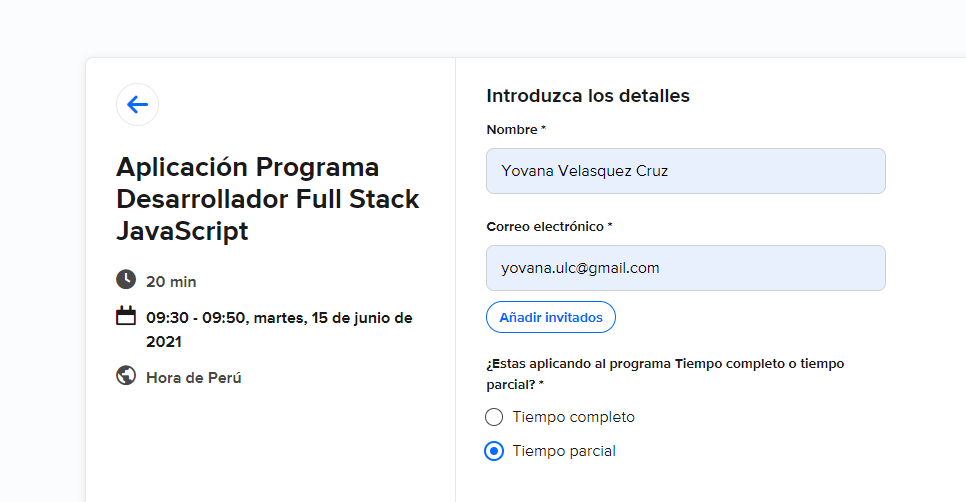 Aplicación Programa
Desarrollador Full Stack
JavaScript
20 min
09:30 - 09:50, martes, 15 de junio de
2021
Hora de Perú
Introduzca los detalles
Nombre *
Yovana Velasquez Cruz
Correo electrónico *
yovana.ulc@gmail.com
Añadir invitados
¿Estas aplicando al programa Tiempo completo o tiempo
parcial? *
Tiempo completo
Tiempo parcial